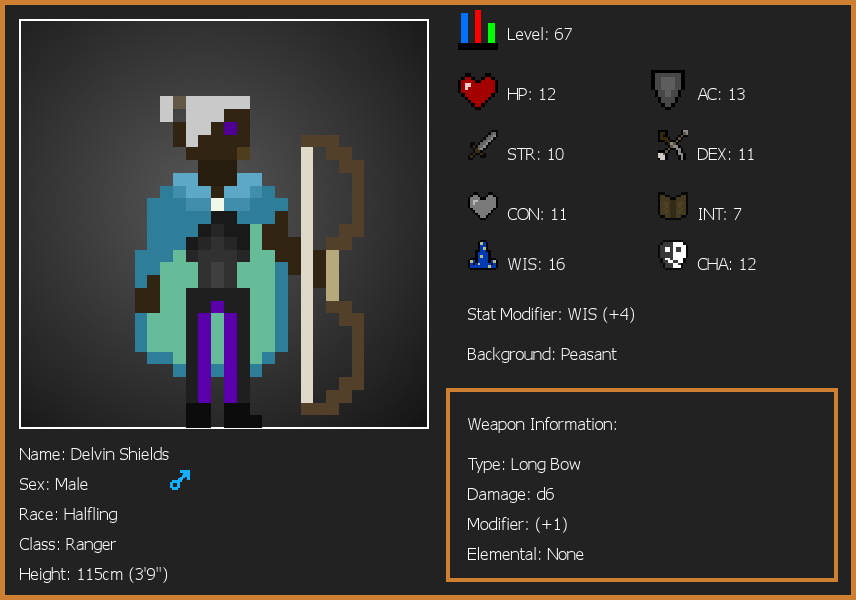 Level: 67
HP: 12
AC: 13
STR: 10
DEX: 11
CON: 11
INT: 7
WIS: 16
CHA: 12
Stat Modifier: WIS (+4)
Background: Peasant
Weapon Information:
Type: Long Bow
Damage: d6
Modifier: (+1)
Elemental: None
Name: Delvin Shields
Sex: Male
Race: Halfling
Class: Ranger
Height: 115cm (3'9")